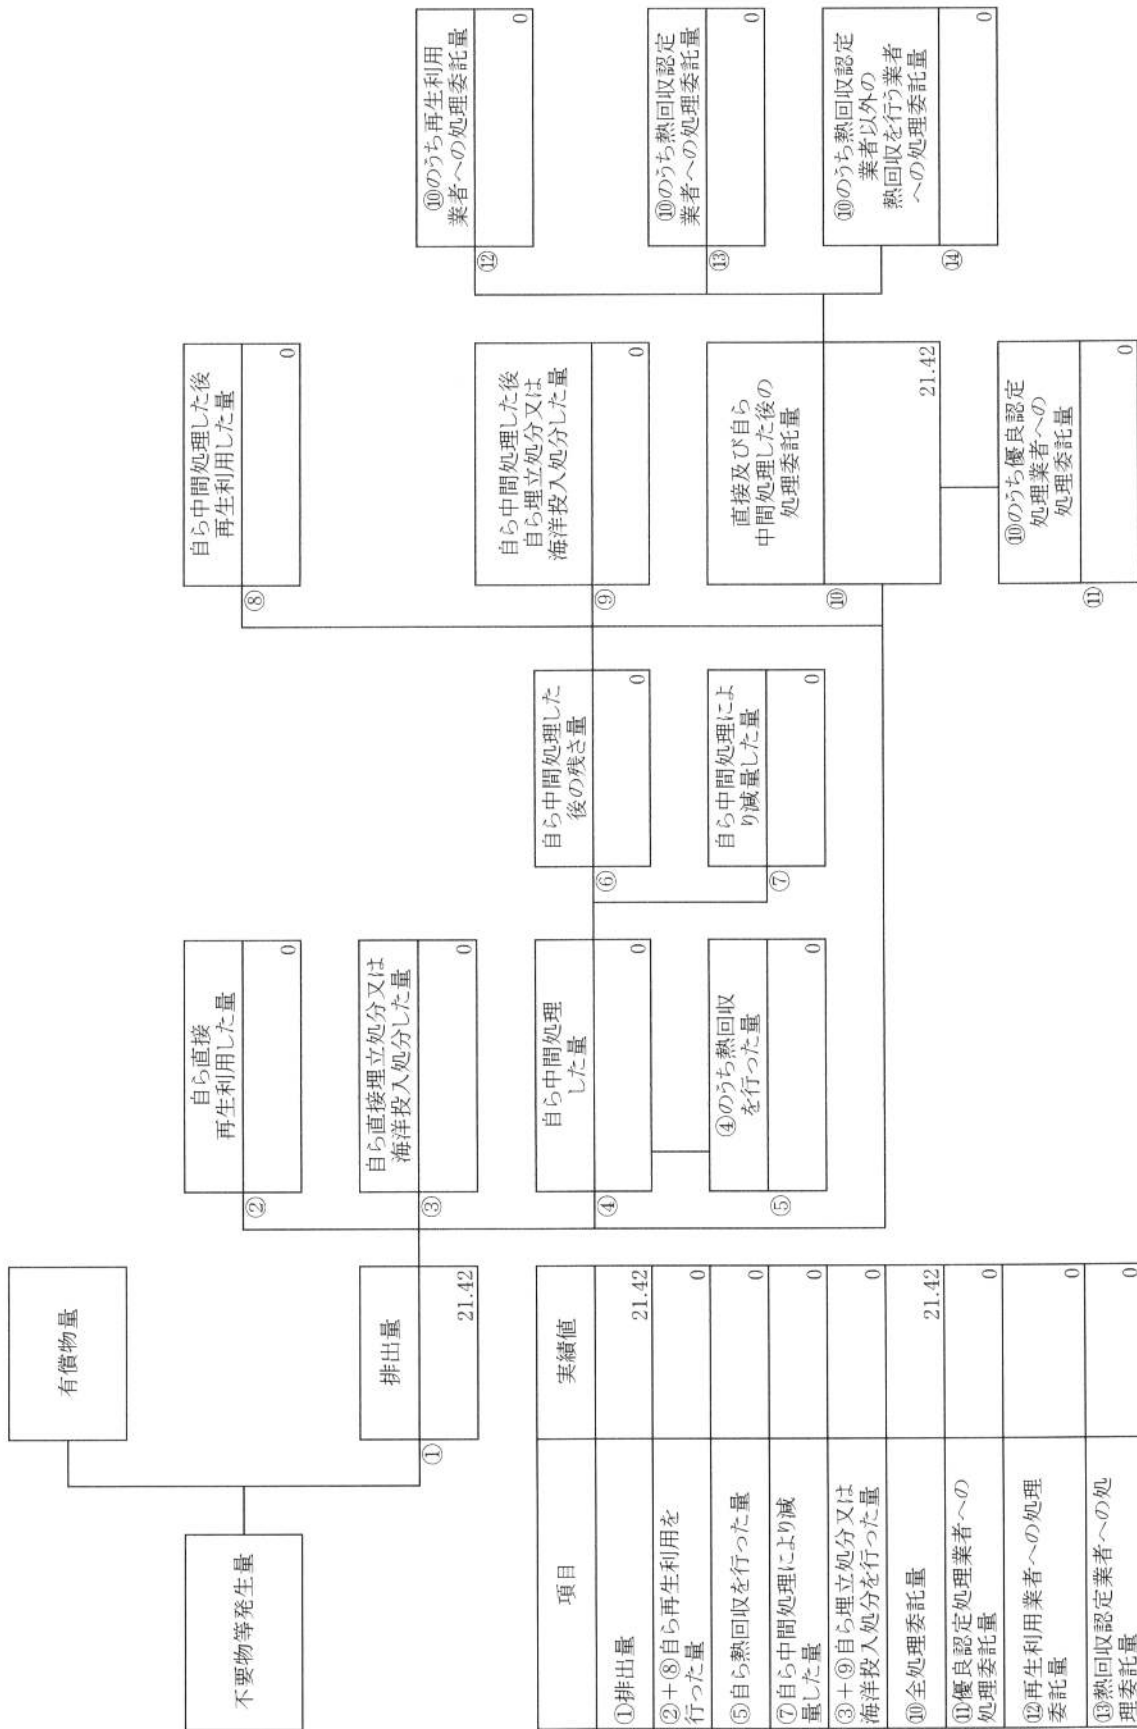 有償物量
不要物等発生量
排出量
①
21.42
自ら直接
再生利用した量
②
0
自ら直接埋立処分又は
海洋投入処分した量
③
0
自ら中間処理
した量
④
0
④のうち熱回収
を行った量
⑤
0
自ら中間処理した
後の残さ量
⑥
0
自ら中間処理によ
り減量した量
⑦
0
自ら中間処理した後
再生利用した量
⑧
0
自ら中間処理した後
自ら埋立処分又は
海洋投入処分した量
⑨
0
直接及び自ら
中間処理した後の
処理委託量
⑩
21.42
⑩のうち優良認定
処理業者への
処理委託量
⑪
0
⑩のうち再生利用
業者への処理委託量
⑫
0
⑩のうち熱回収認定
業者への処理委託量
⑬
0
⑩のうち熱回収認定
業者以外の
熱回収を行う業者
への処理委託量
⑭
0
項目 実績値
①排出量 21.42
②+⑧自ら再生利用を
行った量 0
⑤自ら熱回収を行った量 0
⑦自ら中間処理により減
量した量 0
③+⑨自ら埋立処分又は
海洋投入処分を行った量 0
⑩全処理委託量 21.42
⑪優良認定処理業者への
処理委託量 0
⑫再生利用業者への処理
委託量 0
⑬熱回収認定業者への処
理委託量 0